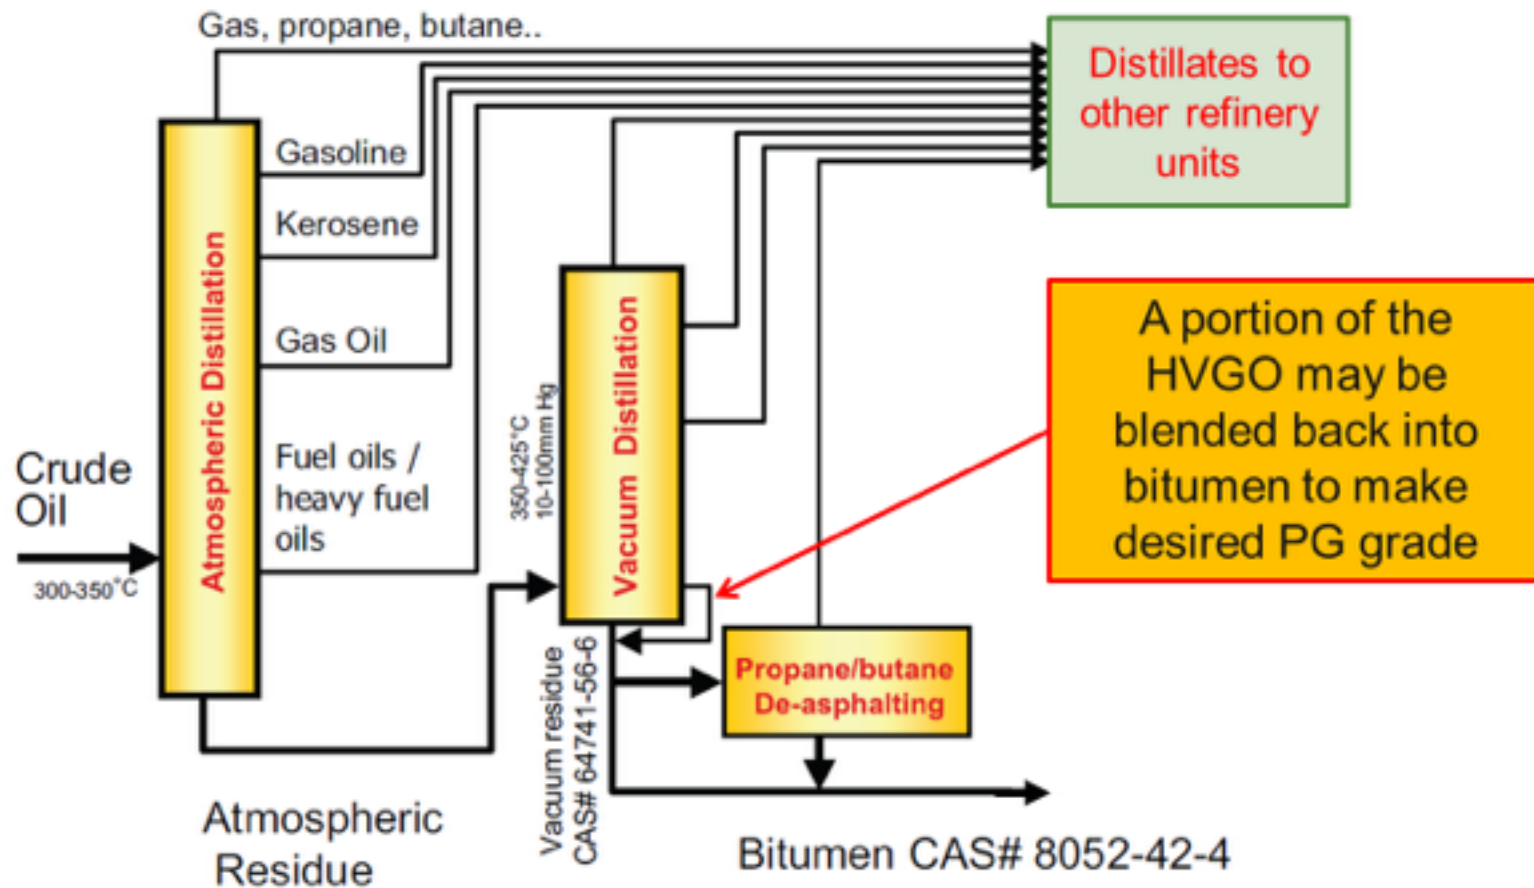 Gas, propane, butane..
Distillates to
other refinery
units
Gasoline
Kerosene
Gas Oil
Fuel oils /
heavy fuel
oils
Atmospheric Distillation
Crude
Oil
300-350°C
Vacuum Distillation
350-425°C
10-100mm Hg
A portion of the
HVGO may be
blended back into
bitumen to make
desired PG grade
Propane/butane
De-asphalting
Vacuum residue
CAS# 64741-56-6
Atmospheric
Residue
Bitumen CAS# 8052-42-4